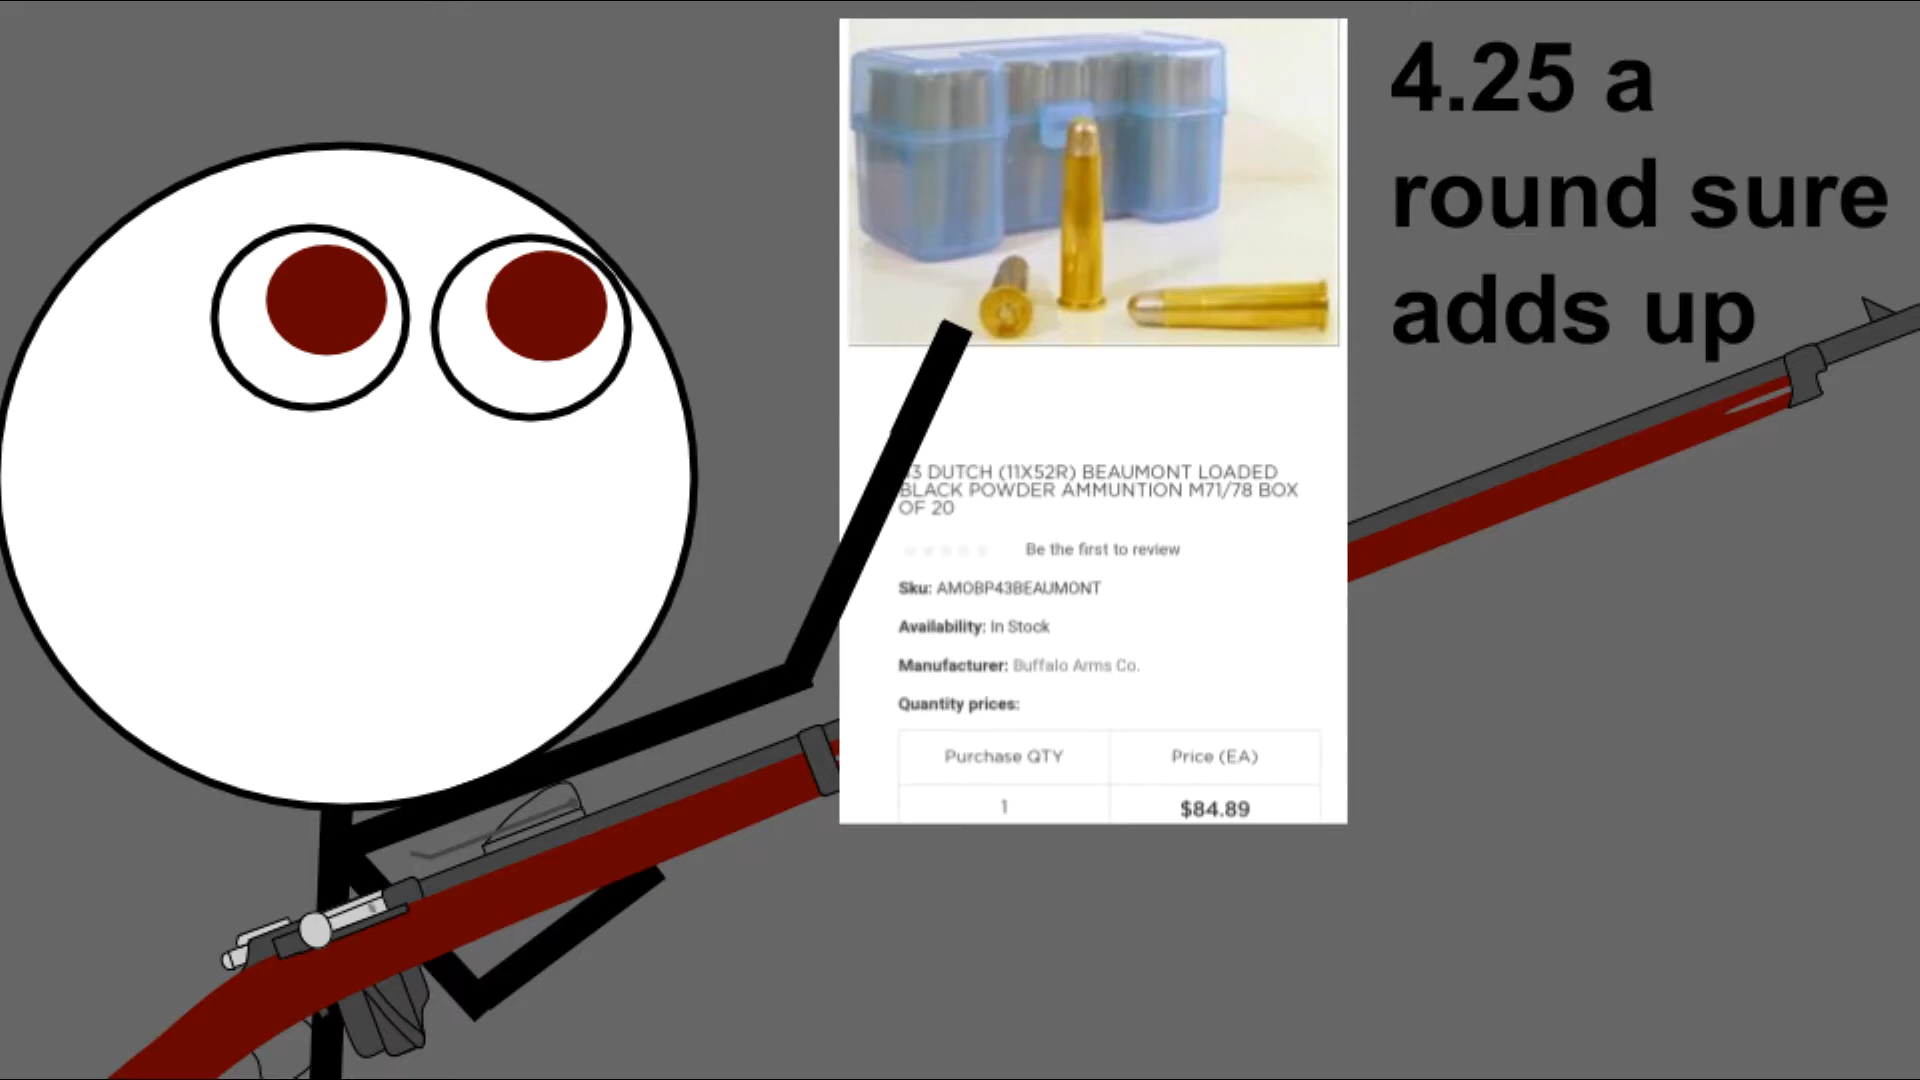 4.25 a
round sure
adds up
3 DUTCH (11X52R) BEAUMONT LOADED
BLACK POWDER AMMUNTION M71/78 BOX
OF 20
Be the first to review
Sku: AMOBP43BEAUMONT
Availability: In Stock
Manufacturer: Buffalo Arms Co.
Quantity prices:
Purchase QTY
Price (EA)
1
$84.89